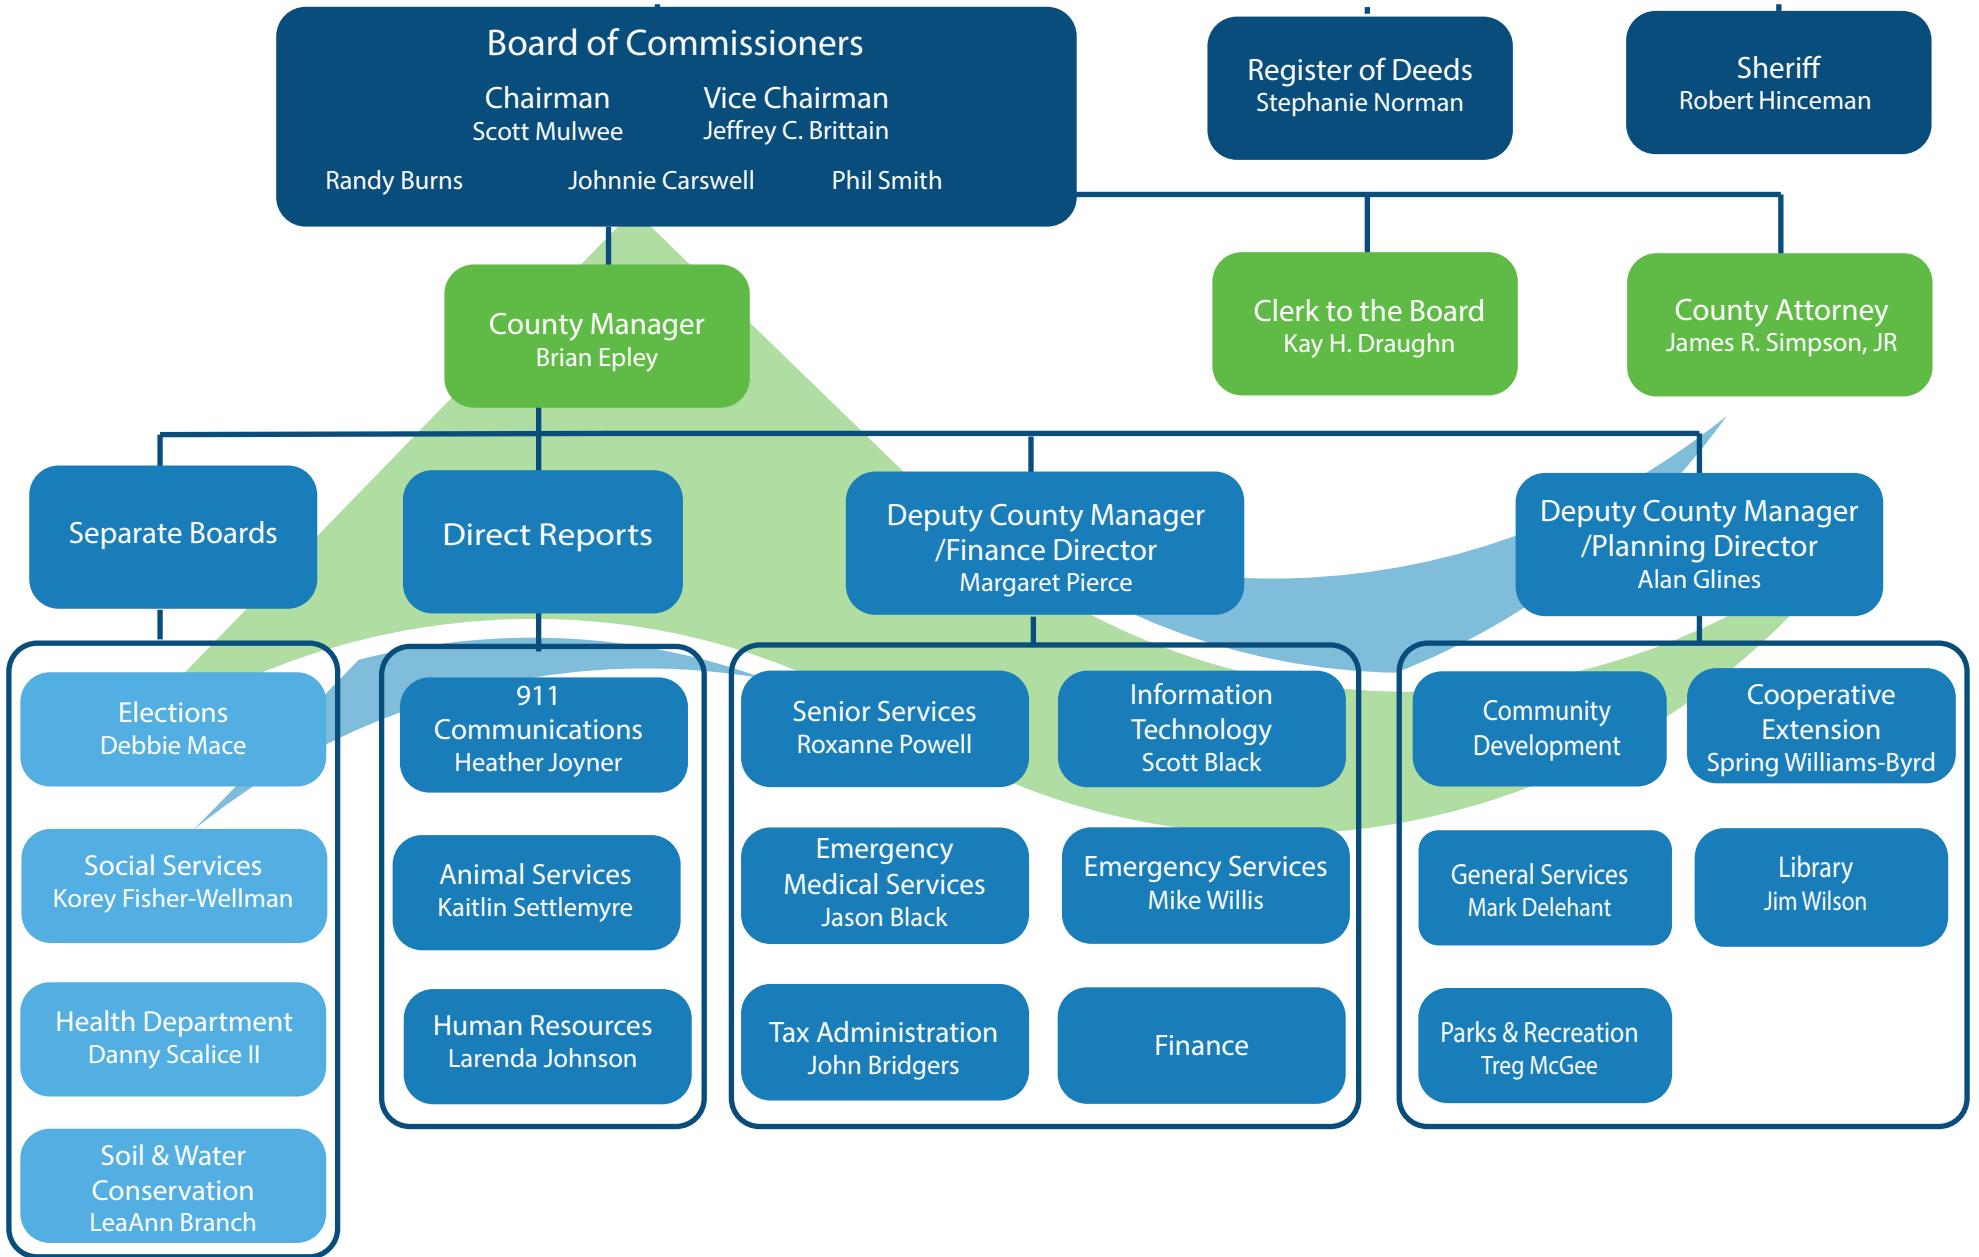 Board of Commissioners
Chairman
Scott Mulwee
Vice Chairman
Jeffrey C. Brittain
Randy Burns
Johnnie Carswell
Phil Smith
Register of Deeds
Stephanie Norman
Sheriff
Robert Hinceman
County Manager
Brian Epley
Clerk to the Board
Kay H. Draughn
County Attorney
James R. Simpson, JR
Separate Boards
Direct Reports
Deputy County Manager
/Finance Director
Margaret Pierce
Deputy County Manager
/Planning Director
Alan Glines
Elections
Debbie Mace
Social Services
Korey Fisher-Wellman
Health Department
Danny Scalice II
Soil & Water
Conservation
LeaAnn Branch
911
Communications
Heather Joyner
Animal Services
Kaitlin Settlemyre
Human Resources
Larenda Johnson
Senior Services
Roxanne Powell
Information
Technology
Scott Black
Emergency
Medical Services
Jason Black
Emergency Services
Mike Willis
Tax Administration
John Bridgers
Finance
Community
Development
Cooperative
Extension
Spring Williams-Byrd
General Services
Mark Delehant
Library
Jim Wilson
Parks & Recreation
Treg McGee